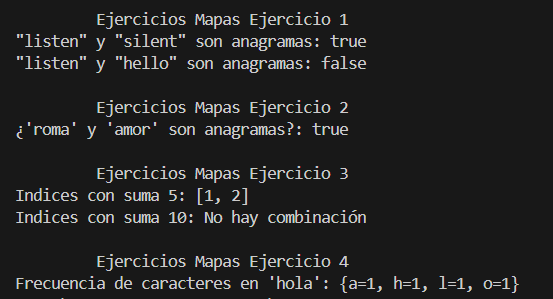 Ejercicios Mapas Ejercicio 1
"listen" y "silent" son anagramas: true
"listen" y "hello" son anagramas: false
Ejercicios Mapas Ejercicio 2
¿'roma' y 'amor' son anagramas?: true
Ejercicios Mapas Ejercicio 3
Indices con suma 5: [1, 2]
Indices con suma 10: No hay combinación
Ejercicios Mapas Ejercicio 4
Frecuencia de caracteres en 'hola': {a=1, h=1, l=1, o=1}